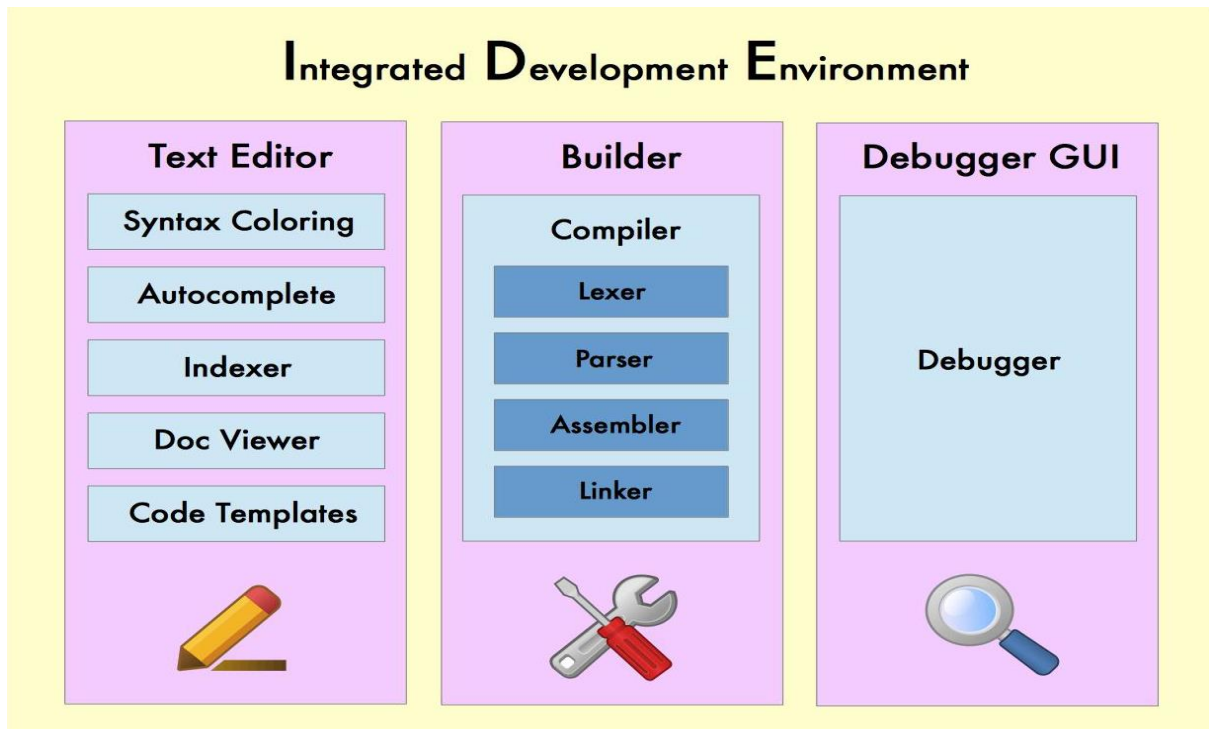 Integrated Development Environment
Text Editor
Syntax Coloring
Autocomplete
Indexer
Doc Viewer
Code Templates
Builder
Compiler
Lexer
Parser
Assembler
Linker
Debugger GUI
Debugger